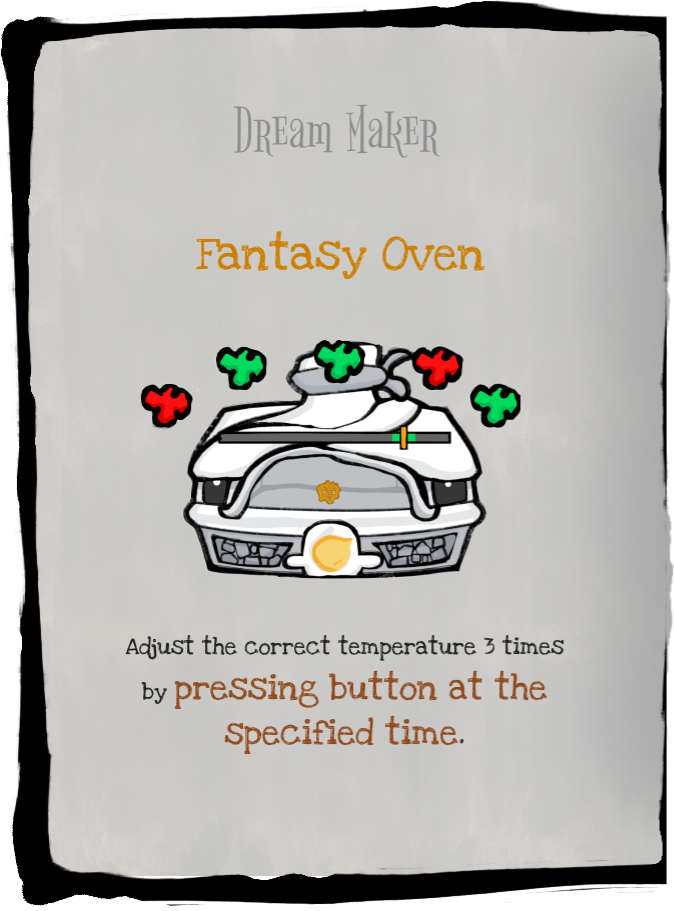 Dream Maker
Fantasy Oven
Adjust the correct temperature 3 times
by pressing button at the
specified time.